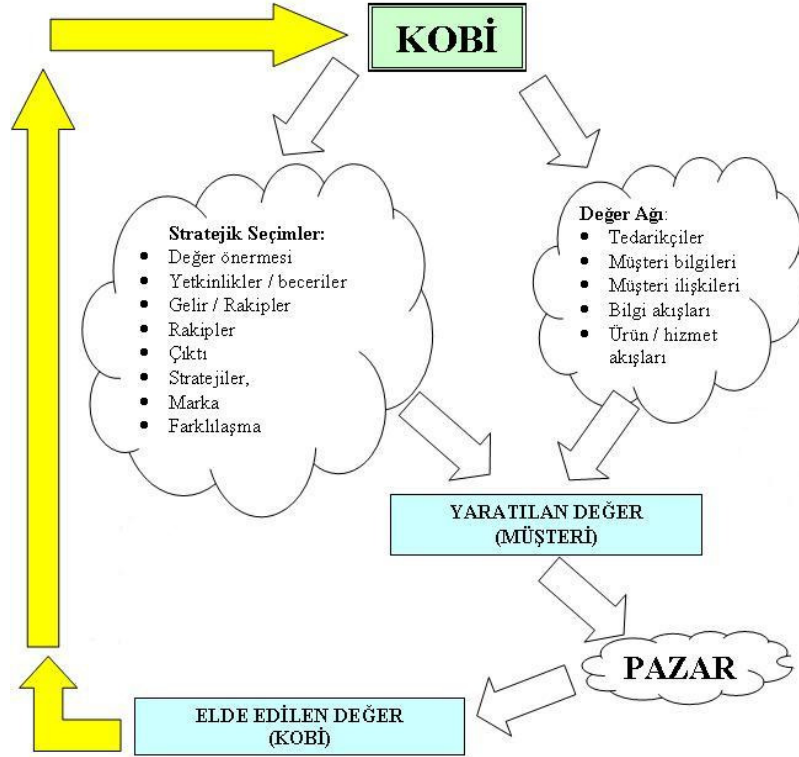 KOBİ
Stratejik Seçimler:
• Değer önermesi
• Yetkinlikler / beceriler
• Gelir / Rakipler
• Rakipler
• Çıktı
• Stratejiler,
• Marka
• Farklılaşma
Değer Ağı:
• Tedarikçiler
• Müşteri bilgileri
• Müşteri ilişkileri
• Bilgi akışları
• Ürün / hizmet
akışları
YARATILAN DEĞER
(MÜŞTERİ)
PAZAR
ELDE EDİLEN DEĞER
(KOBİ)